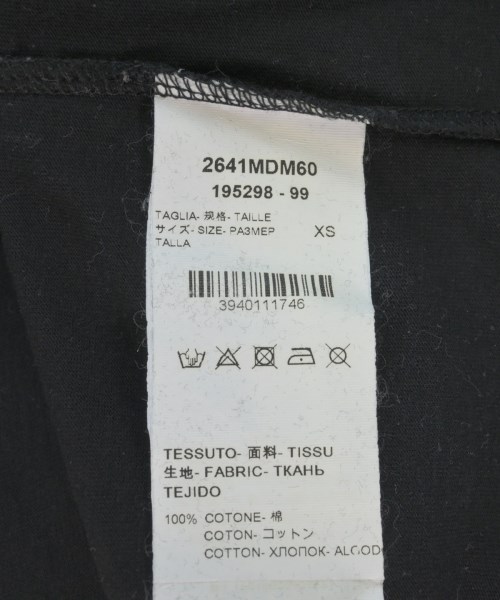 2641MDM60
195298 - 99
TAGLIA- 规格- TAILLE
サイズ- SIZE- РАЗМЕР XS
TALLA
3940111746
TESSUTO- 面料- TISSU
生地- FABRIC- ТКАНЬ
TEJIDO
100% COTONE- 棉
COTON- コットン
COTTON- ХЛОПОК- ALGOD